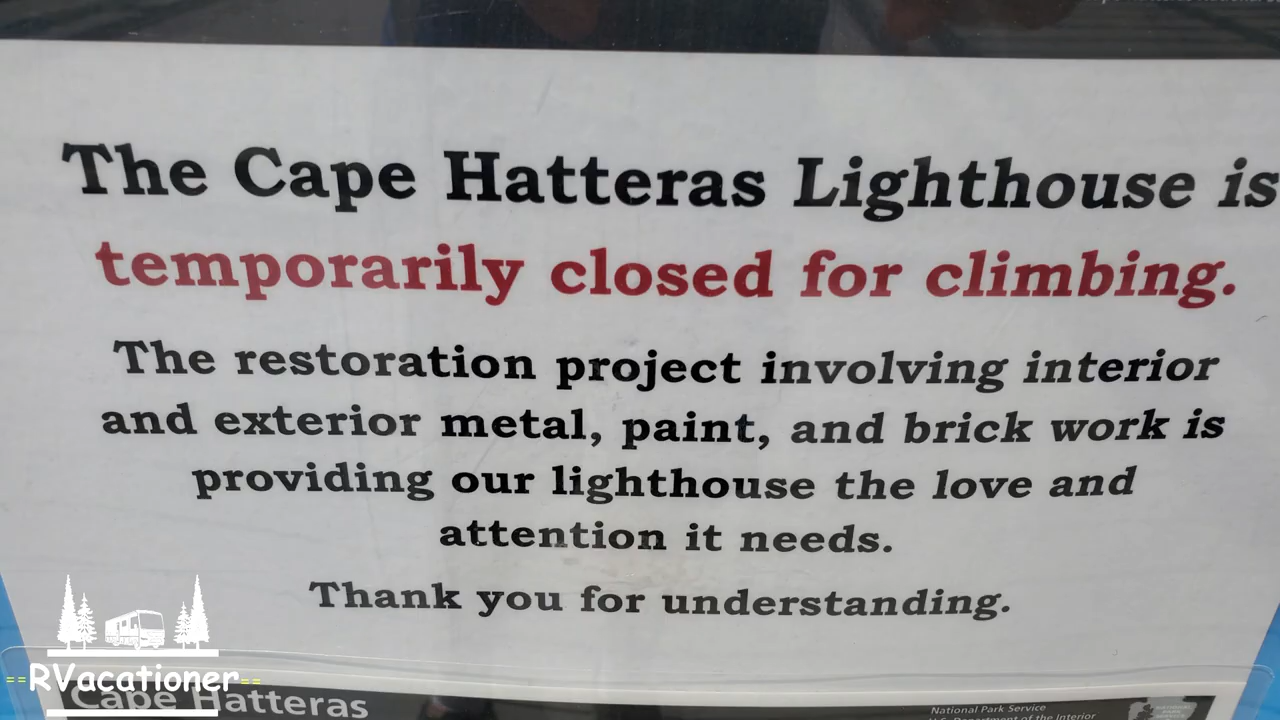 The Cape Hatteras Lighthouse is
temporarily closed for climbing.
The restoration project involving interior
and exterior metal, paint, and brick work is
providing our lighthouse the love and
attention it needs.
Thank you for understanding.
==RVacationer==
Cape Hatteras
National Park Service
U.S. Department of the Interior